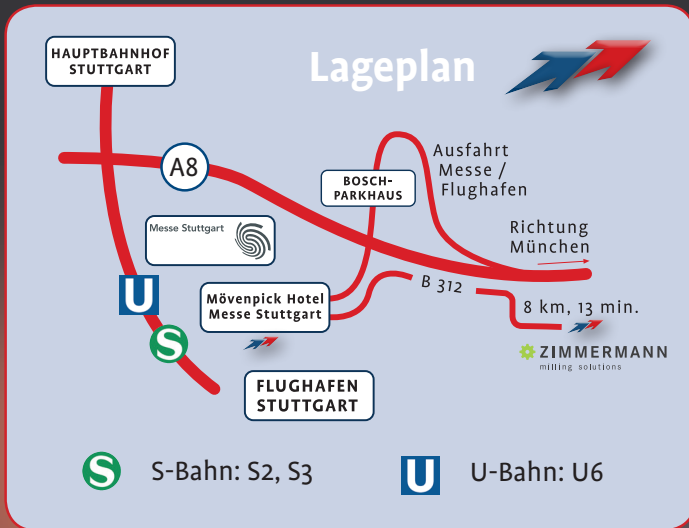 Lageplan
HAUPTBAHNHOF
STUTTGART
A8
Ausfahrt
Messe /
Flughafen
BOSCH-
PARKHAUS
Messe Stuttgart
Richtung
München
U
Mövenpick Hotel
Messe Stuttgart
B 312
8 km, 13 min.
S
ZIMMERMANN
milling solutions
FLUGHAFEN
STUTTGART
S S-Bahn: S2, S3
U U-Bahn: U6